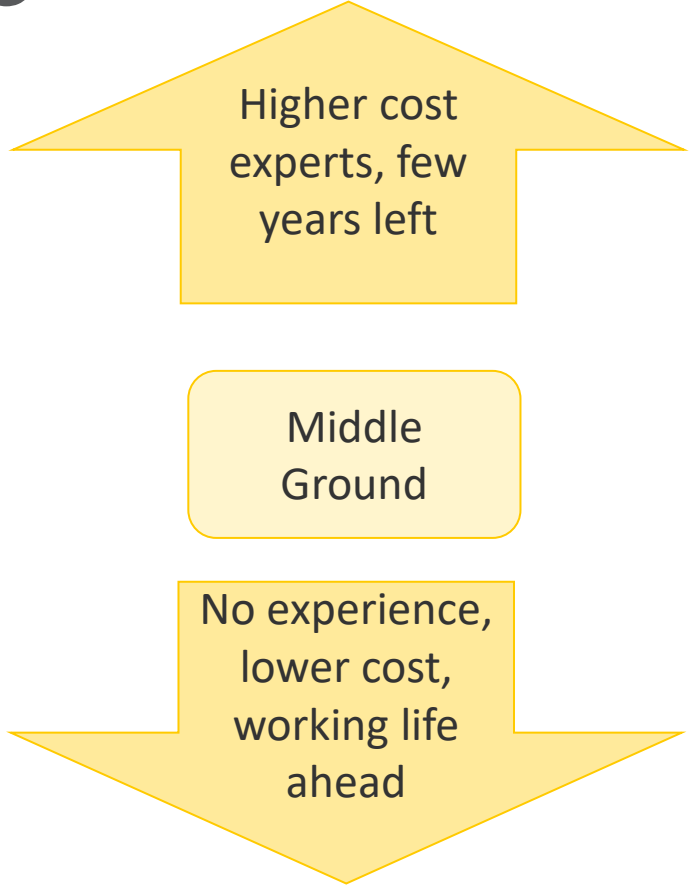 Higher cost
experts, few
years left
Middle
Ground
No experience,
lower cost,
working life
ahead